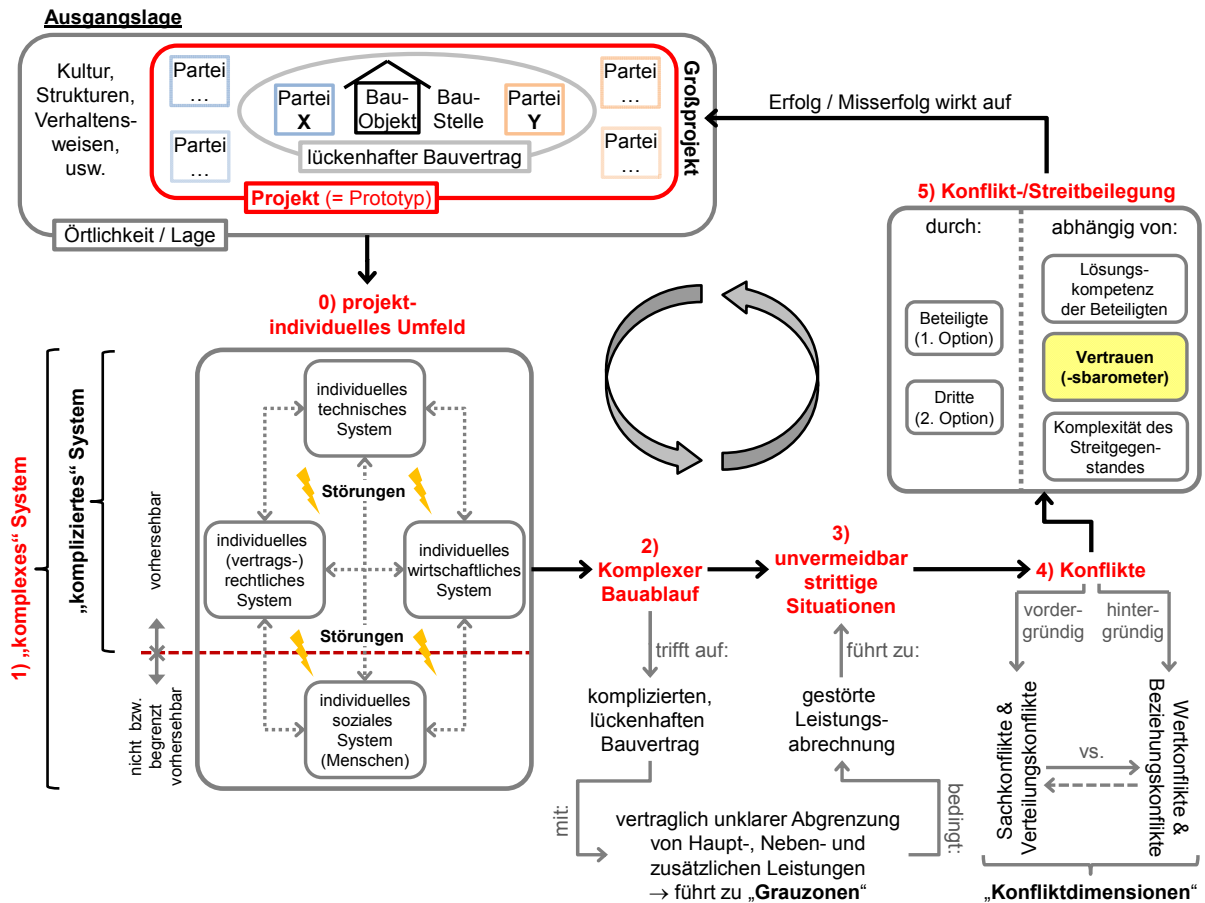 Ausgangslage
Kultur,
Strukturen,
Verhaltens-
weisen,
usw.
Partei
…
Partei
…
Partei
X
Bau-
Objekt
Bau-
Stelle
Partei
Y
Partei
…
Partei
…
lückenhafter Bauvertrag
Großprojekt
Projekt (= Prototyp)
Örtlichkeit / Lage
Erfolg / Misserfolg wirkt auf
5) Konflikt-/Streitbeilegung
durch:
abhängig von:
Beteiligte
(1. Option)
Dritte
(2. Option)
Lösungs-
kompetenz
der Beteiligten
Vertrauen
(-sbarometer)
Komplexität des
Streitgegen-
standes
0) projekt-
individuelles Umfeld
1) „komplexes“ System
„kompliziertes“ System
vorhersehbar
nicht bzw.
begrenzt
vorhersehbar
individuelles
technisches
System
Störungen
individuelles
(vertrags-)
rechtliches
System
individuelles
wirtschaftliches
System
Störungen
individuelles
soziales
System
(Menschen)
2)
Komplexer
Bauablauf
trifft auf:
komplizierten,
lückenhaften
Bauvertrag
mit:
vertraglich unklarer Abgrenzung
von Haupt-, Neben- und
zusätzlichen Leistungen
→ führt zu „Grauzonen“
bedingt:
gestörte
Leistungs-
abrechnung
führt zu:
3)
unvermeidbar
strittige
Situationen
4) Konflikte
vorder-
gründig
hinter-
gründig
Sachkonflikte &
Verteilungskonflikte
vs.
Wertkonflikte &
Beziehungskonflikte
„Konfliktdimensionen“